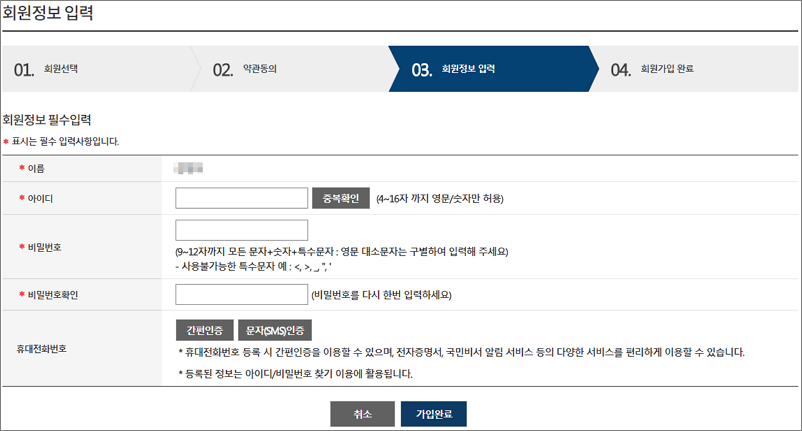 회원정보 입력
01. 회원선택
02. 약관동의
03. 회원정보 입력
04. 회원가입 완료
회원정보 필수입력
* 표시는 필수 입력사항입니다.
* 이름
* 아이디
중복확인 (4~16자 까지 영문/숫자만 허용)
* 비밀번호
(9~12자까지 모든 문자+숫자+특수문자 : 영문 대소문자는 구별하여 입력해 주세요)
- 사용불가능한 특수문자 예 : <, >, _, ", '
* 비밀번호확인
(비밀번호를 다시 한번 입력하세요)
휴대전화번호
간편인증 문자(SMS)인증
* 휴대전화번호 등록 시 간편인증을 이용할 수 있으며, 전자증명서, 국민비서 알림 서비스 등의 다양한 서비스를 편리하게 이용할 수 있습니다.
* 등록된 정보는 아이디/비밀번호 찾기 이용에 활용됩니다.
취소 가입완료